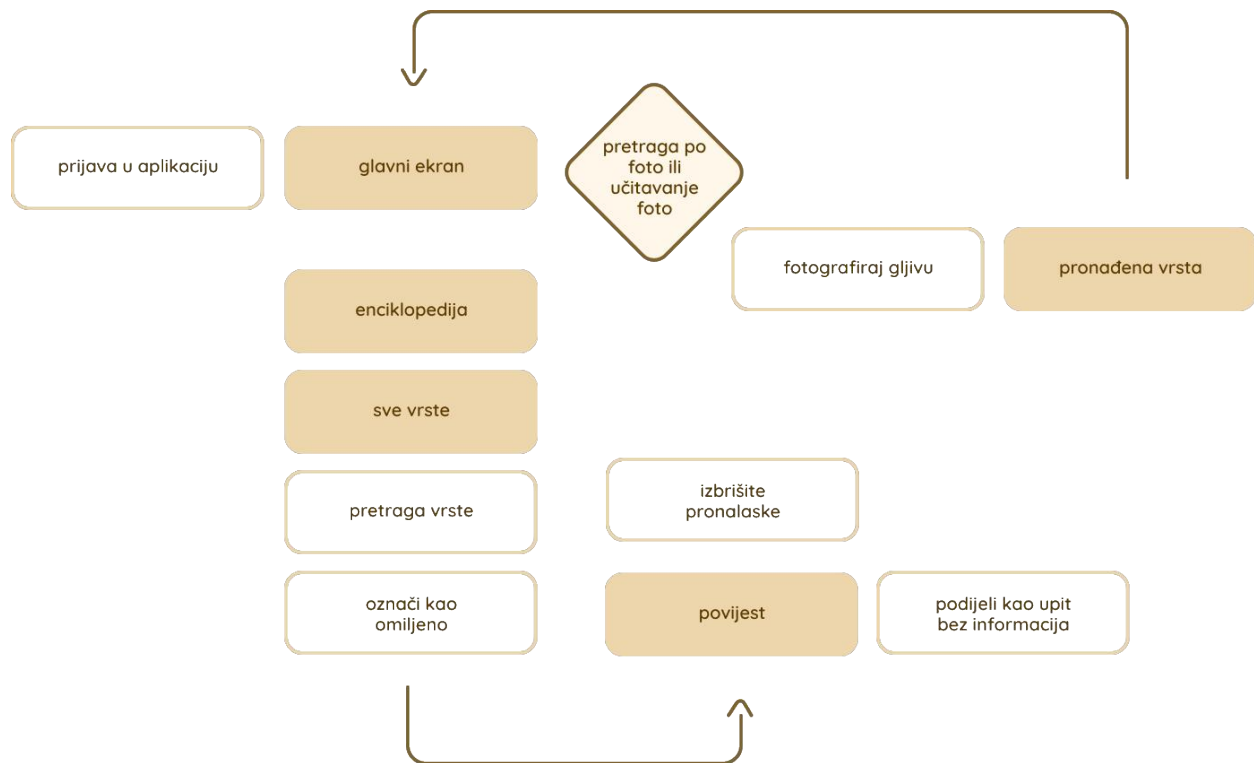 prijava u aplikaciju
glavni ekran
pretraga po
foto ili
učitavanje
foto
fotografiraj gljivu
pronađena vrsta
enciklopedija
sve vrste
pretraga vrste
izbrišite
pronalaske
označi kao
omiljeno
povijest
podijeli kao upit
bez informacija